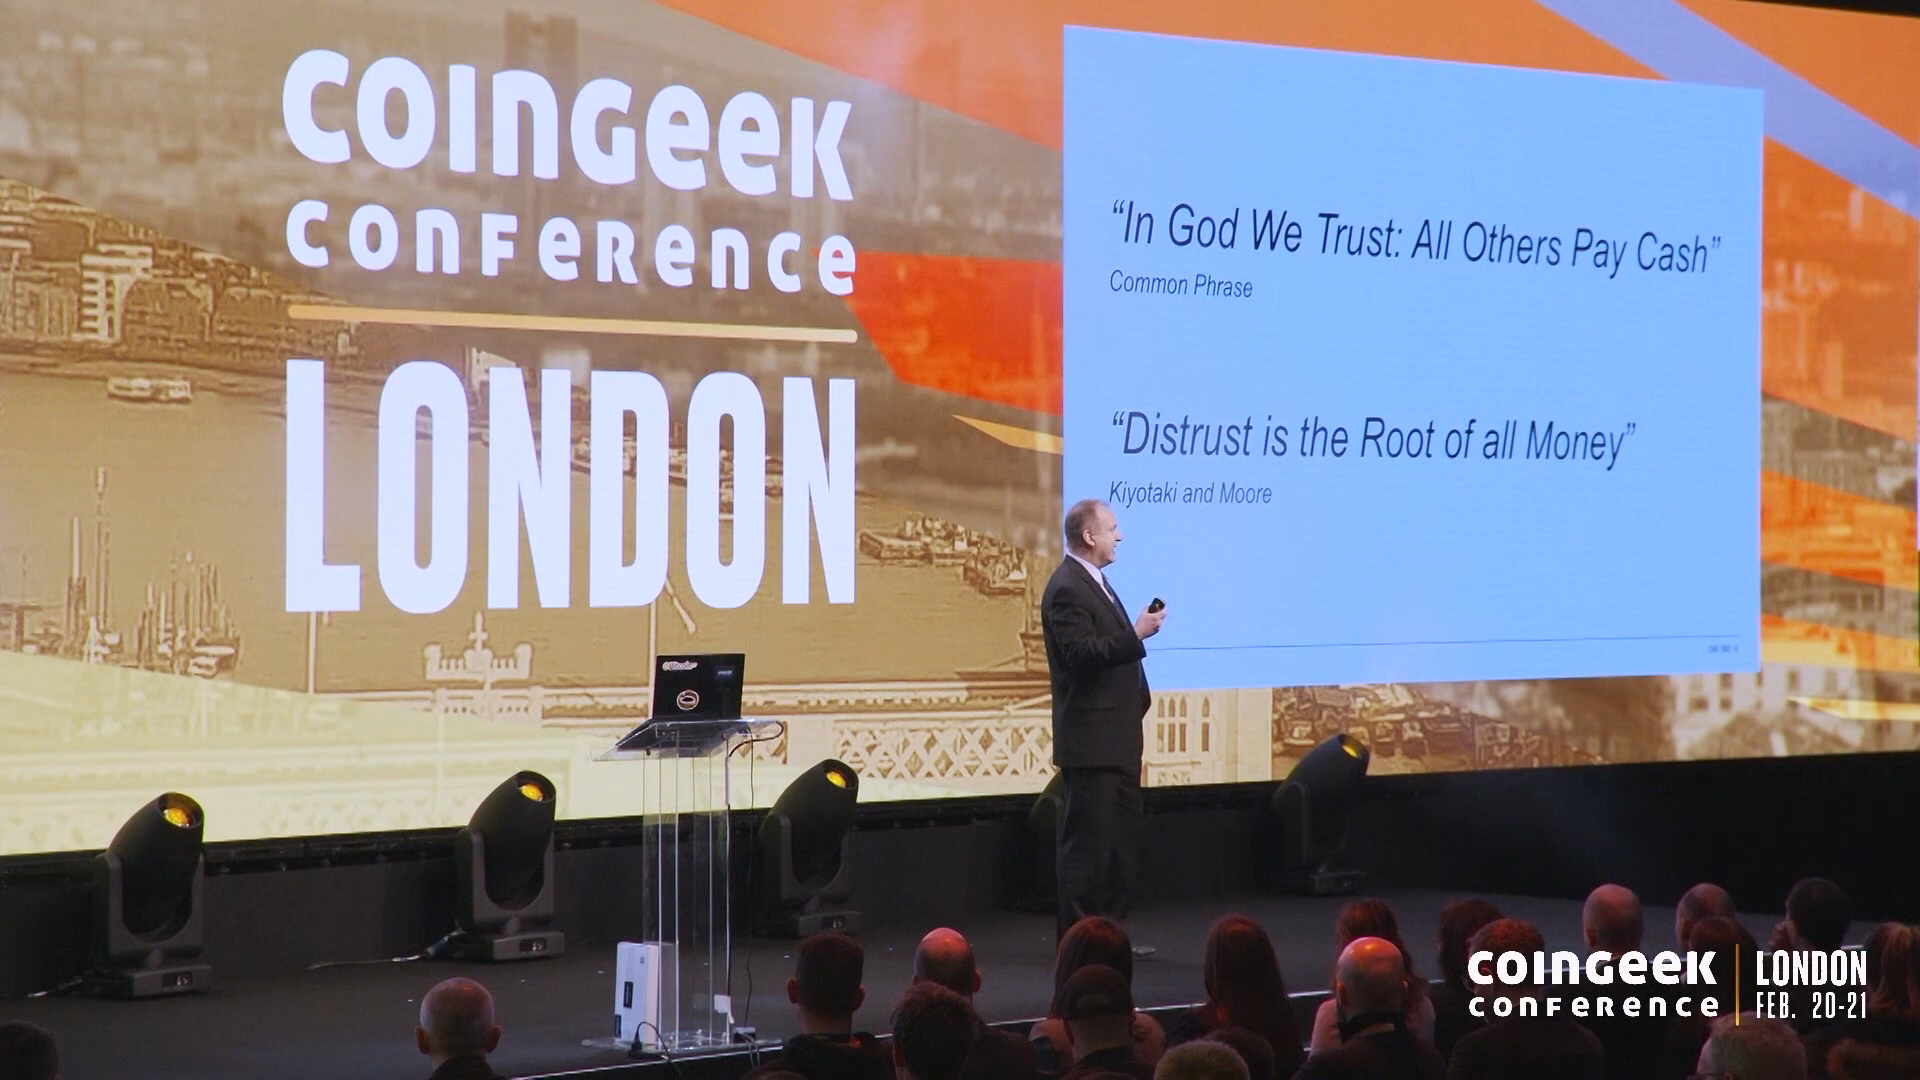 COINGEEK
CONFERENCE
LONDON
“In God We Trust: All Others Pay Cash”
Common Phrase
“Distrust is the Root of all Money”
Kiyotaki and Moore
Bitcoin
COINGEEK
CONFERENCE
LONDON
FEB. 20-21